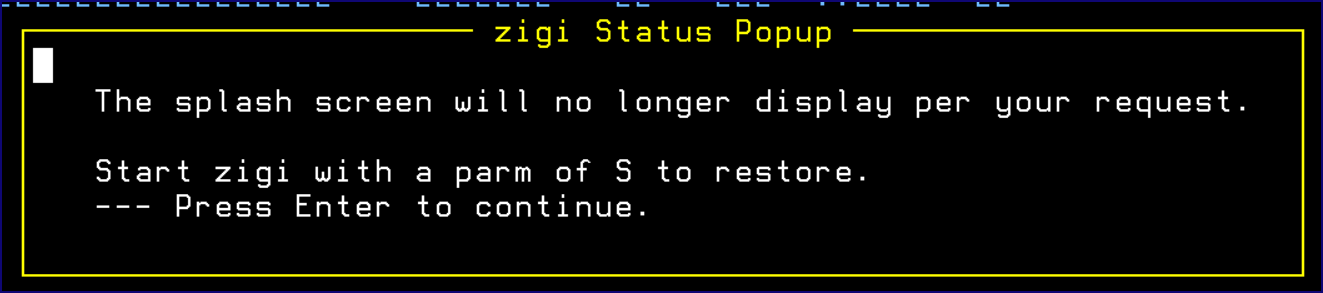 zigi Status Popup
The splash screen will no longer display per your request.
Start zigi with a parm of S to restore.
--- Press Enter to continue.